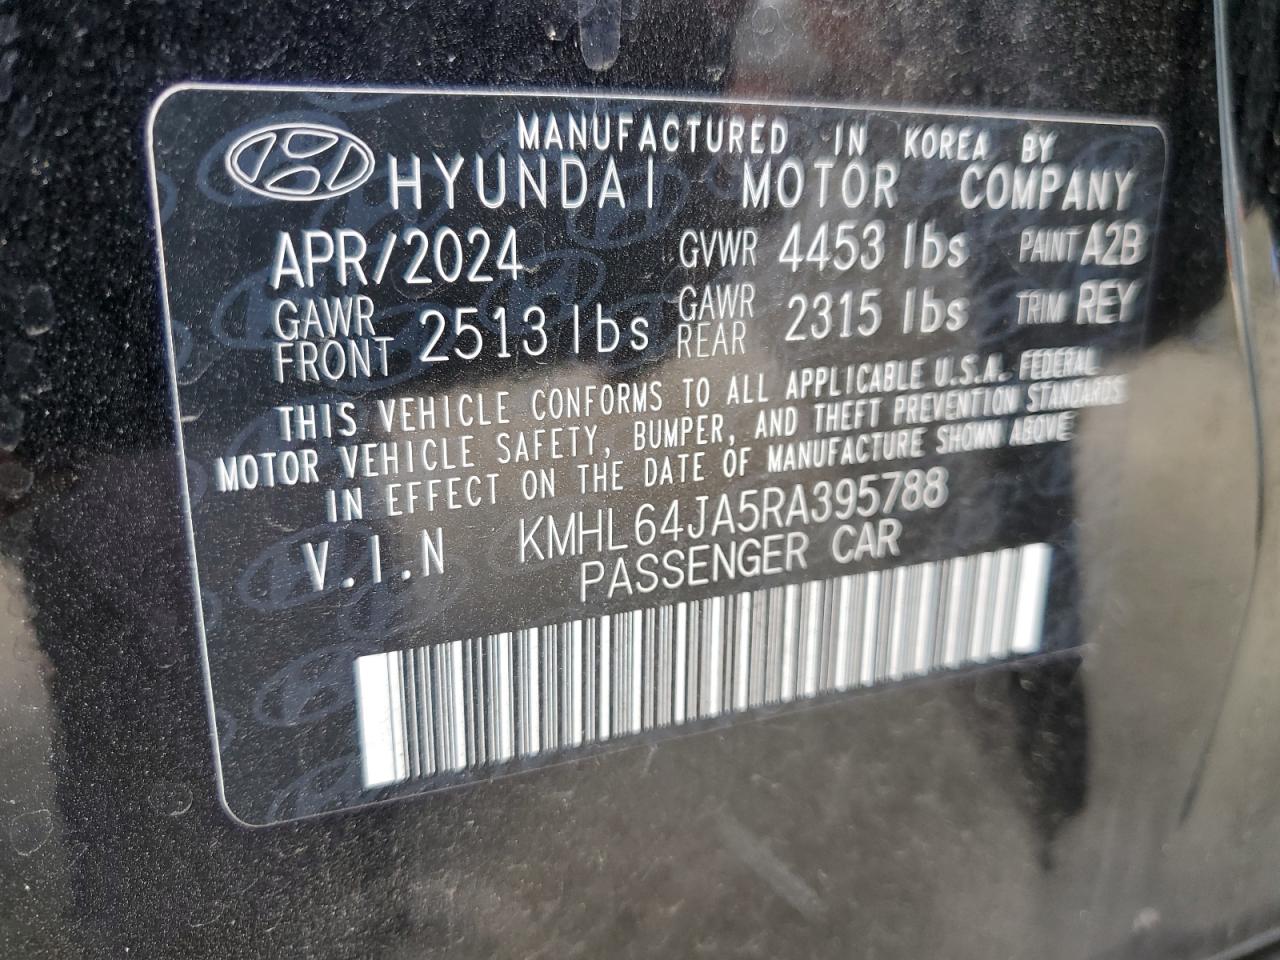 MANUFACTURED IN KOREA BY
HYUNDAI MOTOR COMPANY
APR/2024 GVWR 4453 lbs PAINT A2B
GAWR FRONT 2513 lbs GAWR REAR 2315 lbs TRIM REY
THIS VEHICLE CONFORMS TO ALL APPLICABLE U.S.A. FEDERAL
MOTOR VEHICLE SAFETY, BUMPER, AND THEFT PREVENTION STANDARDS
IN EFFECT ON THE DATE OF MANUFACTURE SHOWN ABOVE
V.I.N KMHL64JA5RA395788
PASSENGER CAR